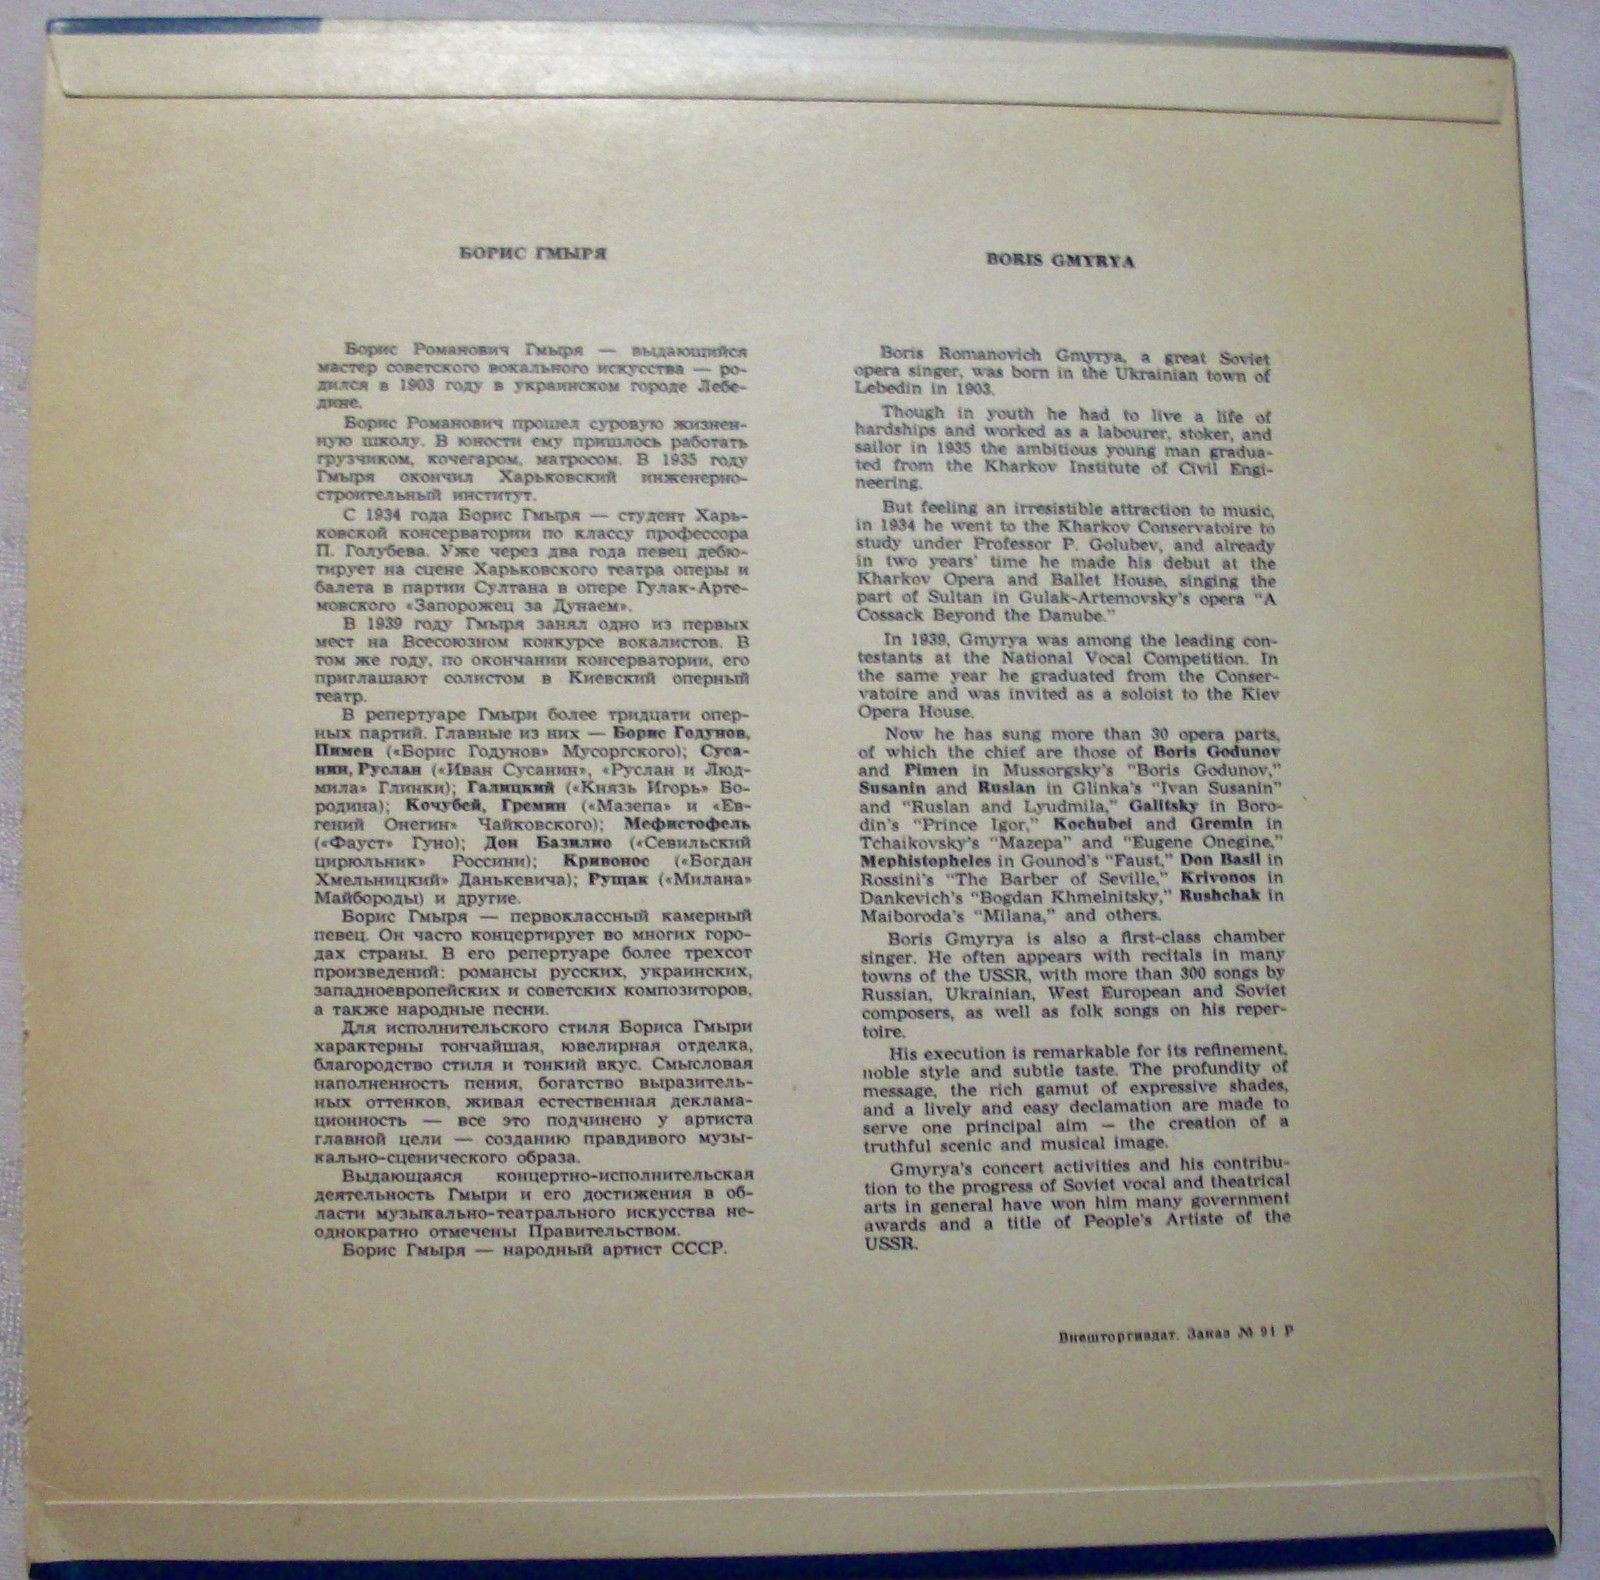 БОРИС ГМЫРЯ
Борис Романович Гмыря — выдающийся
мастер советского вокального искусства — ро-
дился в 1903 году в украинском городе Лебе-
дине.
Борис Романович прошел суровую жизнен-
ную школу. В юности ему пришлось работать
грузчиком, кочегаром, матросом. В 1935 году
Гмыря окончил Харьковский инженерно-
строительный институт.
С 1934 года Борис Гмыря — студент Харь-
ковской консерватории по классу профессора
П. Голубева. Уже через два года певец дебю-
тирует на сцене Харьковского театра оперы и
балета в партии Султана в опере Гулак-Арте-
мовского «Запорожец за Дунаем».
В 1939 году Гмыря занял одно из первых
мест на Всесоюзном конкурсе вокалистов. В
том же году, по окончании консерватории, его
приглашают солистом в Киевский оперный
театр.
В репертуаре Гмыри более тридцати опер-
ных партий. Главные из них — Борис Годунов,
Пимен («Борис Годунов» Мусоргского); Суса-
нин, Руслан («Иван Сусанин», «Руслан и Люд-
мила» Глинки); Галицкий («Князь Игорь» Бо-
родина); Кочубей, Гремин («Мазепа» и «Ев-
гений Онегин» Чайковского); Мефистофель
(«Фауст» Гуно); Дон Базилио («Севильский
цирюльник» Россини); Кривонос («Богдан
Хмельницкий» Данькевича); Рущак («Милана»
Майбороды) и другие.
Борис Гмыря — первоклассный камерный
певец. Он часто концертирует во многих горо-
дах страны. В его репертуаре более трехсот
произведений: романсы русских, украинских,
западноевропейских и советских композиторов,
а также народные песни.
Для исполнительского стиля Бориса Гмыри
характерны тончайшая, ювелирная отделка,
благородство стиля и тонкий вкус. Смысловая
наполненность пения, богатство выразитель-
ных оттенков, живая естественная деклама-
ционность — все это подчинено у артиста
главной цели — созданию правдивого музы-
кально-сценического образа.
Выдающаяся концертно-исполнительская
деятельность Гмыри и его достижения в об-
ласти музыкально-театрального искусства не-
однократно отмечены Правительством.
Борис Гмыря — народный артист СССР.
BORIS GMYRYA
Boris Romanovich Gmyrya, a great Soviet
opera singer, was born in the Ukrainian town of
Lebedin in 1903.
Though in youth he had to live a life of
hardships and worked as a labourer, stoker, and
sailor in 1935 the ambitious young man gradua-
ted from the Kharkov Institute of Civil Engi-
neering.
But feeling an irresistible attraction to music,
in 1934 he went to the Kharkov Conservatoire to
study under Professor P. Golubev, and already
in two years' time he made his debut at the
Kharkov Opera and Ballet House, singing the
part of Sultan in Gulak-Artemovsky's opera "A
Cossack Beyond the Danube."
In 1939, Gmyrya was among the leading con-
testants at the National Vocal Competition. In
the same year he graduated from the Conser-
vatoire and was invited as a soloist to the Kiev
Opera House.
Now he has sung more than 30 opera parts,
of which the chief are those of Boris Godunov
and Pimen in Mussorgsky's "Boris Godunov,"
Susanin and Ruslan in Glinka's "Ivan Susanin"
and "Ruslan and Lyudmila," Galitsky in Boro-
din's "Prince Igor," Kochubei and Gremin in
Tchaikovsky's "Mazepa" and "Eugene Onegine,"
Mephistopheles in Gounod's "Faust," Don Basil in
Rossini's "The Barber of Seville," Krivonos in
Dankevich's "Bogdan Khmelnitsky," Rushchak in
Maiboroda's "Milana," and others.
Boris Gmyrya is also a first-class chamber
singer. He often appears with recitals in many
towns of the USSR, with more than 300 songs by
Russian, Ukrainian, West European and Soviet
composers, as well as folk songs on his reper-
toire.
His execution is remarkable for its refinement,
noble style and subtle taste. The profundity of
message, the rich gamut of expressive shades,
and a lively and easy declamation are made to
serve one principal aim — the creation of a
truthful scenic and musical image.
Gmyrya's concert activities and his contribu-
tion to the progress of Soviet vocal and theatrical
arts in general have won him many government
awards and a title of People's Artiste of the
USSR.
Внешторгиздат. Заказ № 91 Р